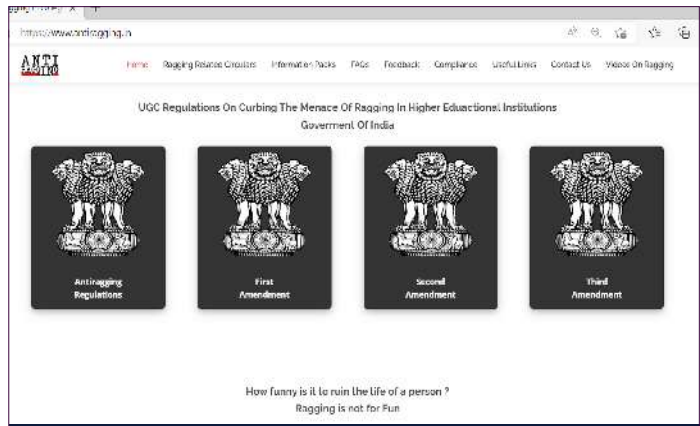 https://www.antiragging.in
ANTI
RAGGING
Home Ragging Related Circulars Information Packs FAQs Feedback Compliance Useful Links Contact Us Videos On Ragging
UGC Regulations On Curbing The Menace Of Ragging In Higher Eduactional Institutions
Goverment Of India
Antiragging
Regulations
First
Amendment
Second
Amendment
Third
Amendment
How funny is it to ruin the life of a person ?
Ragging is not for Fun